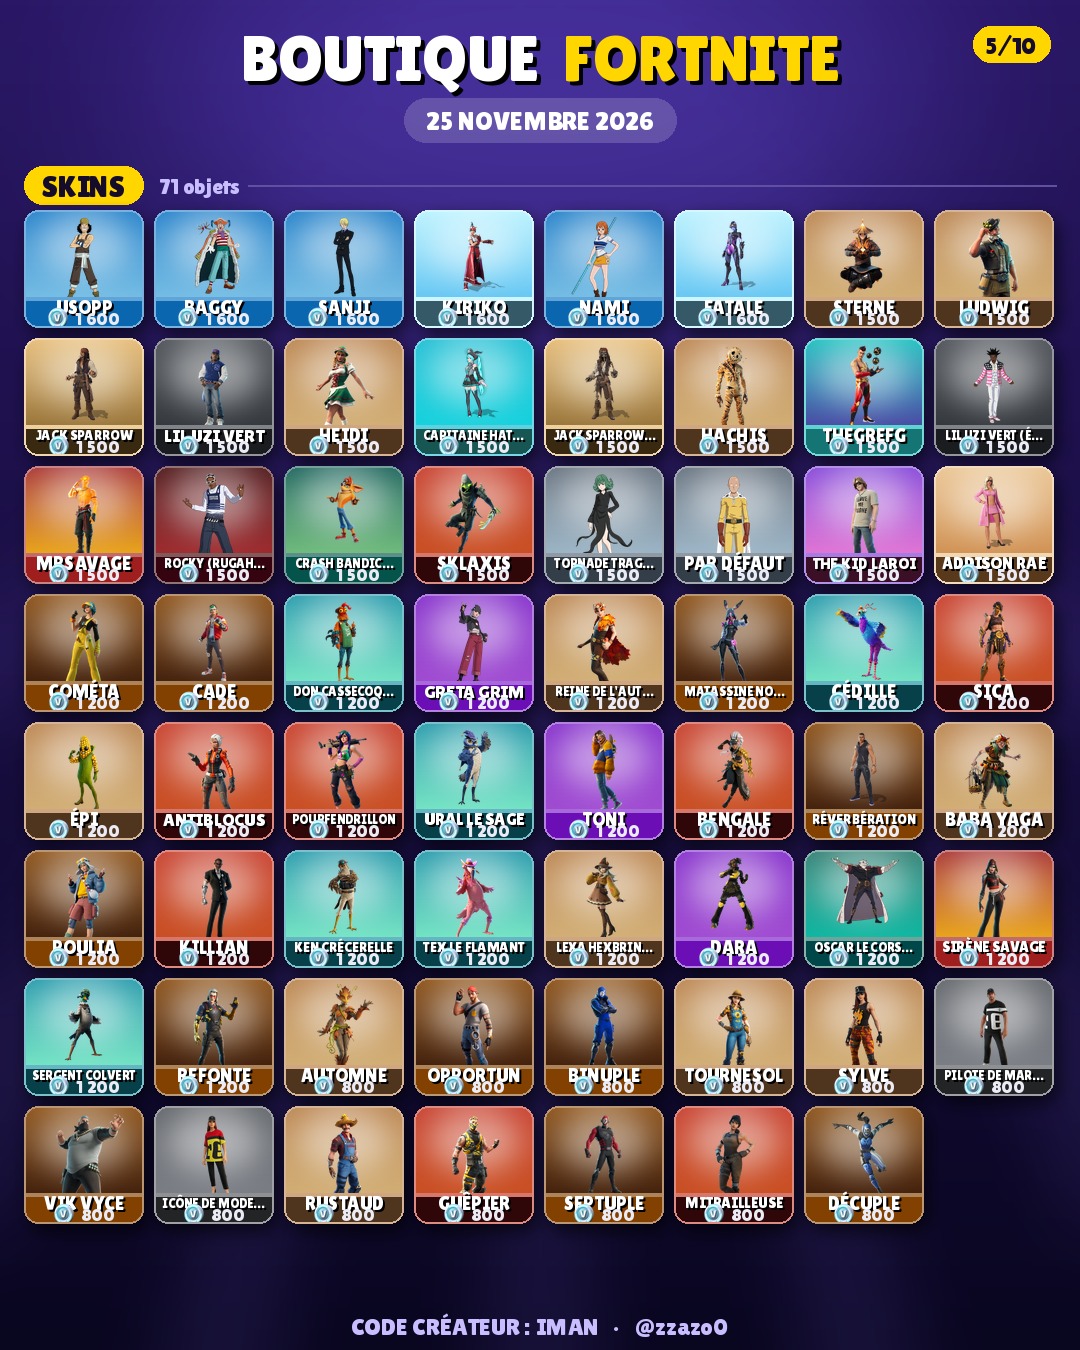 BOUTIQUE FORTNITE
5/10
25 NOVEMBRE 2026
SKINS 71 objets
USOPP BAGGY SANJI KIRIKO NAMI FATALE STERNE LUDWIG
1 600 1 600 1 600 1 600 1 600 1 600 1 500 1 500
JACK SPARROW LIL UZI VERT HEIDI CAPITAINE HAT... JACK SPARROW... HACHIS THEGREFG LIL UZI VERT (É...
1 500 1 500 1 500 1 500 1 500 1 500 1 500 1 500
MRSAVAGE ROCKY (RUGAH... CRASH BANDIC... SKLAXIS TORNADE TRAG... PAR DÉFAUT THE KID LAROI ADDISON RAE
1 500 1 500 1 500 1 500 1 500 1 500 1 500 1 500
COMÈTA CADE DON CASSECOQ... GRETA GRIM REINE DE L'AUT... MATASSINE NO... CÉDILLE SICA
1 200 1 200 1 200 1 200 1 200 1 200 1 200 1 200
ÉPI ANTIBLOCUS POURFENDRILLON URAL LE SAGE TONI BENGALE RÉVERBÉRATION BABA YAGA
1 200 1 200 1 200 1 200 1 200 1 200 1 200 1 200
POULIA KILLIAN KEN CRÉCERELLE TEX LE FLAMANT LEXA HEXBRIN... DARA OSCAR LE CORS... SIRÈNE SAVAGE
1 200 1 200 1 200 1 200 1 200 1 200 1 200 1 200
SERGENT COLVERT REFONTE AUTOMNE OPPORTUN BINUPLE TOURNESOL SYLVE PILOTE DE MAR...
1 200 1 200 800 800 800 800 800 800
VIK VYCE ICÔNE DE MODE... RUSTAUD GUÊPIER SEPTUPLE MITRAILLEUSE DÉCUPLE
800 800 800 800 800 800 800
CODE CRÉATEUR : IMAN · @zzazo0